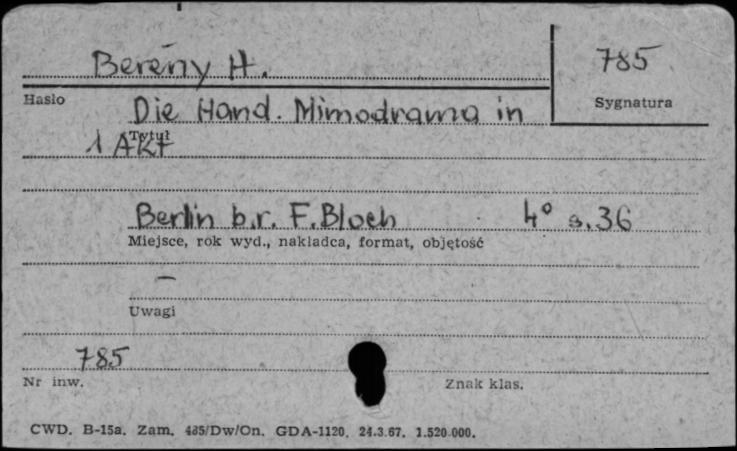 Berény H.
785
Hasło
Sygnatura
Die Hand. Mimodrama in
Tytuł
1 Akt
Berlin b.r. F. Bloch 4° s. 36
Miejsce, rok wyd., nakładca, format, objętość
—
Uwagi
785
Nr inw.
Znak klas.
CWD. B-15a. Zam. 485/Dw/On. GDA-1120. 24.3.67. 1.520.000.